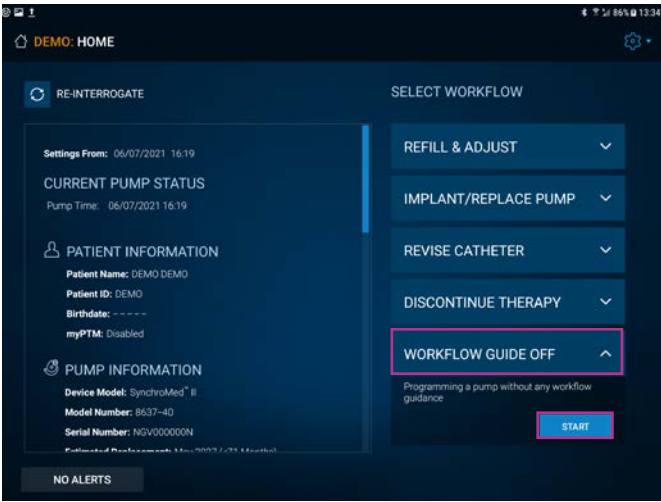 86% 13:34
DEMO: HOME
RE-INTERROGATE
Settings From: 06/07/2021 16:19
CURRENT PUMP STATUS
Pump Time: 06/07/2021 16:19
PATIENT INFORMATION
Patient Name: DEMO DEMO
Patient ID: DEMO
Birthdate: – – – – –
myPTM: Disabled
PUMP INFORMATION
Device Model: SynchroMed™ II
Model Number: 8637-40
Serial Number: NGV000000N
NO ALERTS
SELECT WORKFLOW
REFILL & ADJUST
IMPLANT/REPLACE PUMP
REVISE CATHETER
DISCONTINUE THERAPY
WORKFLOW GUIDE OFF
Programming a pump without any workflow
guidance
START